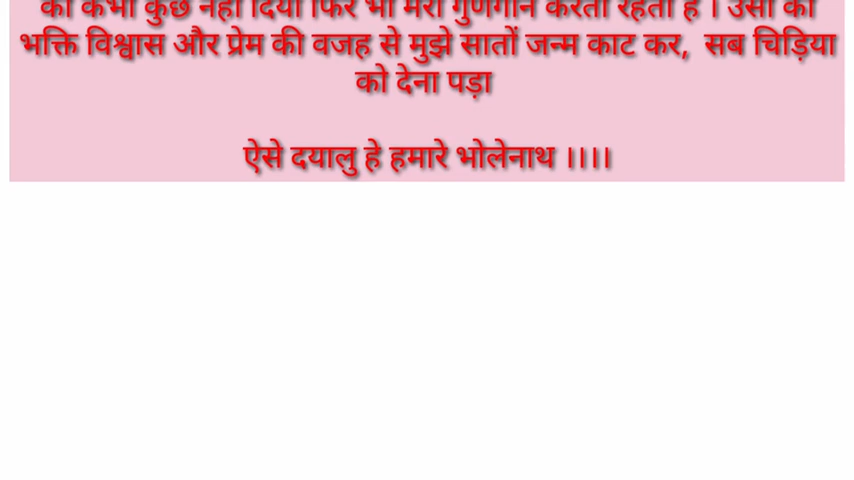 को कभी कुछ नहीं दिया फिर भी मेरा गुणगान करती रहती है । उसी की
भक्ति विश्वास और प्रेम की वजह से मुझे सातों जन्म काट कर, सब चिड़िया
को देना पड़ा
ऐसे दयालु हे हमारे भोलेनाथ ।।।।